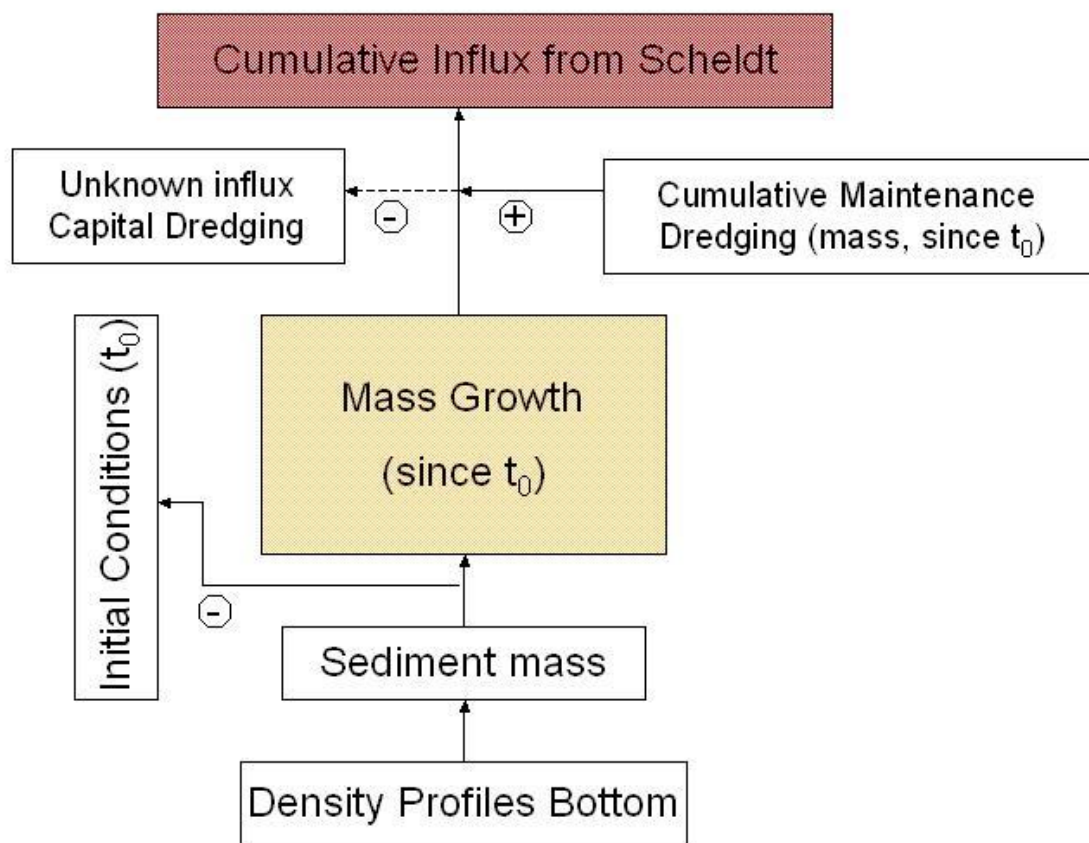 Cumulative Influx from Scheldt
Unknown influx
Capital Dredging
-
+
Cumulative Maintenance
Dredging (mass, since t₀)
Initial Conditions (t₀)
Mass Growth
(since t₀)
-
Sediment mass
Density Profiles Bottom